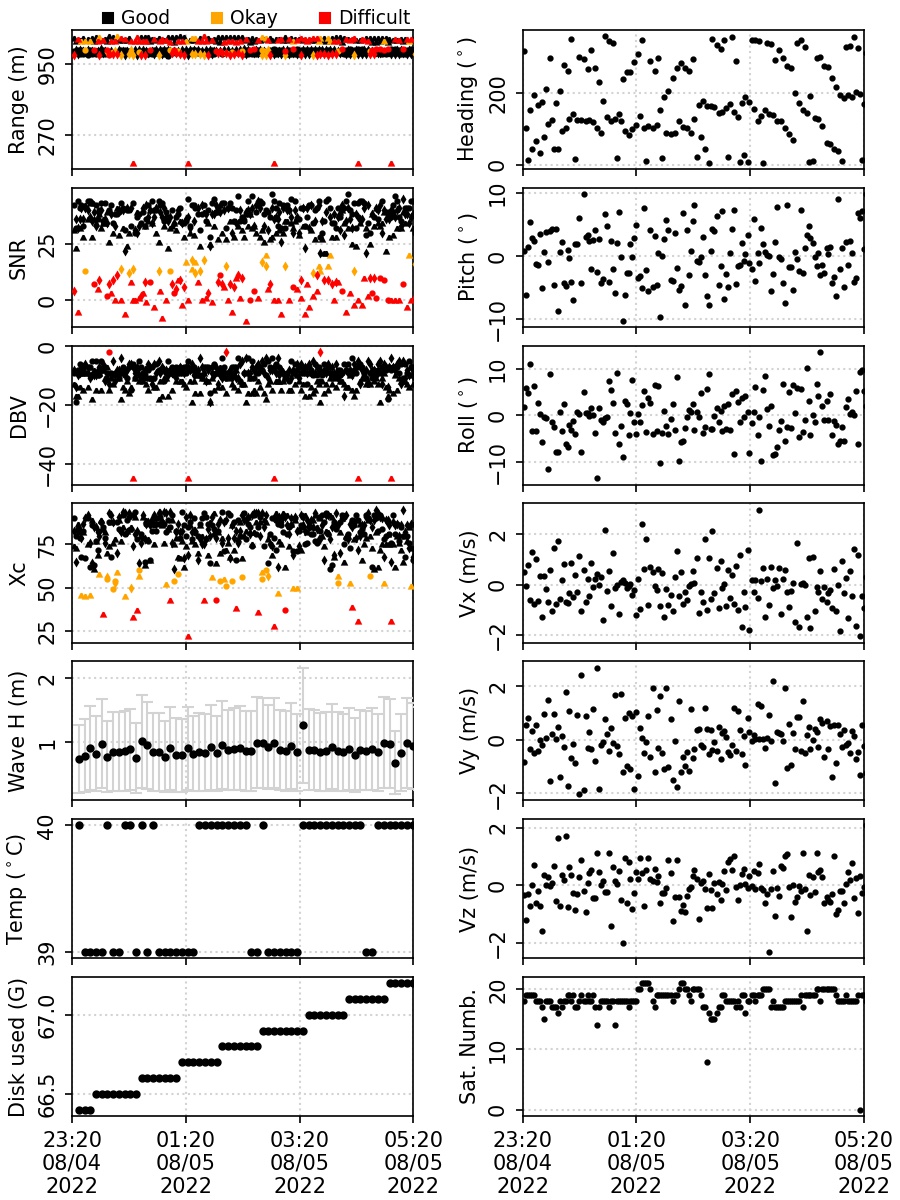 Good Okay Difficult
Range (m)
950
270
Heading (°)
200
0
SNR
25
0
Pitch (°)
10
0
−10
DBV
0
−20
−40
Roll (°)
10
0
−10
Xc
75
50
25
Vx (m/s)
2
0
−2
Wave H (m)
2
1
Vy (m/s)
2
0
−2
Temp (°C)
40
39
Vz (m/s)
2
0
−2
Disk used (G)
67.0
66.5
Sat. Numb.
20
10
0
23:20 01:20 03:20 05:20
08/04 08/05 08/05 08/05
2022 2022 2022 2022
23:20 01:20 03:20 05:20
08/04 08/05 08/05 08/05
2022 2022 2022 2022